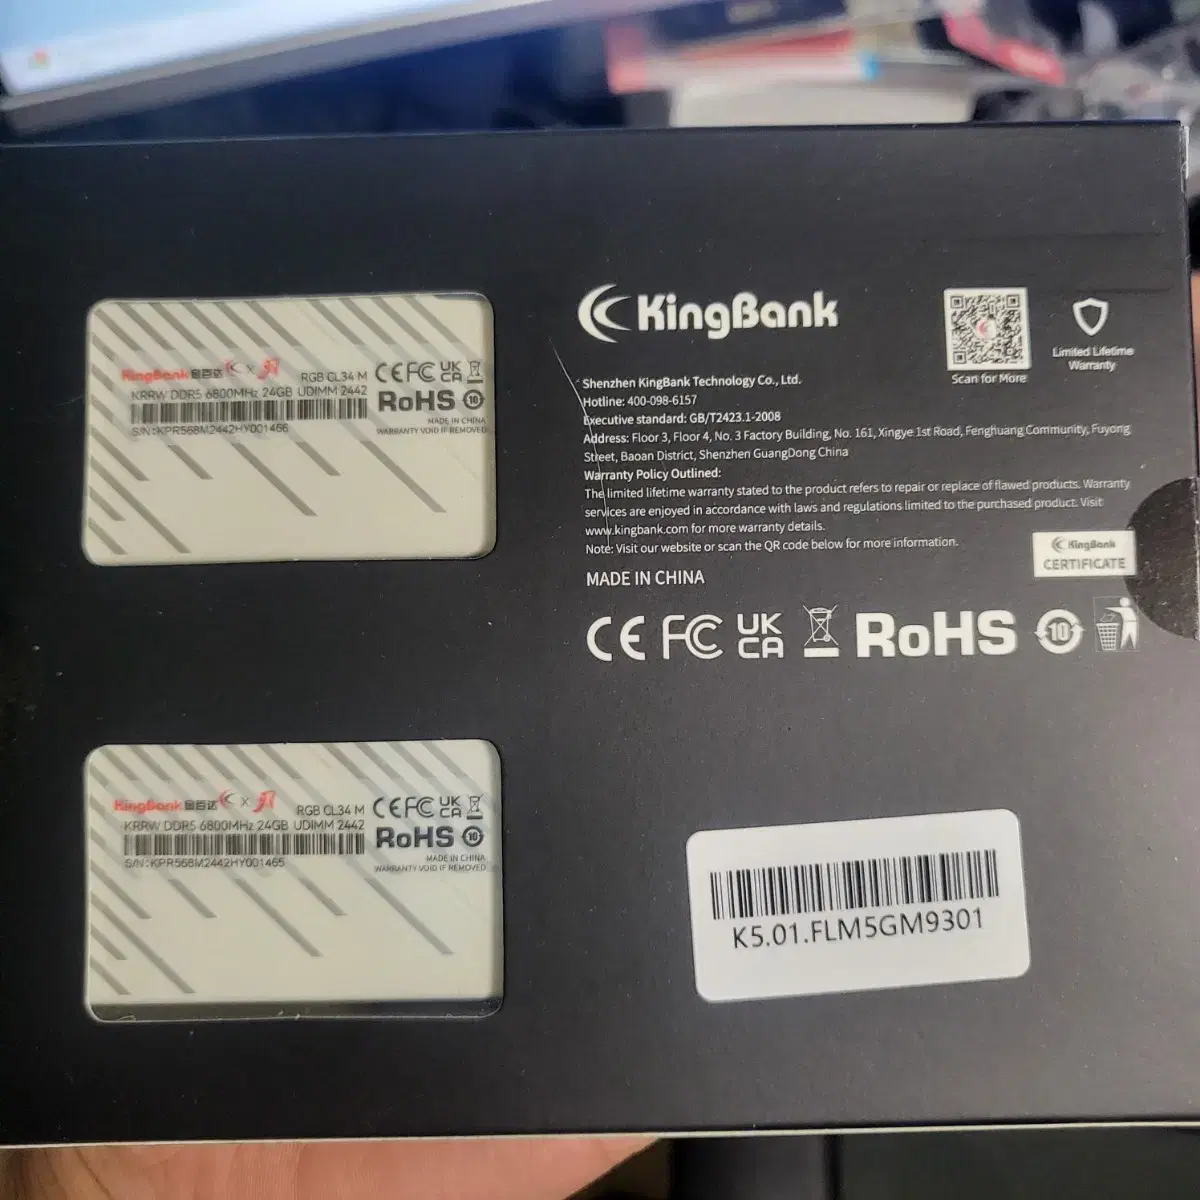 KingBank 金百达 K x
RGB CL34 M
KRRW DDR5 6800MHz 24GB UDIMM 2442
S/N:KPR568M2442HY001466
CE FC UK CA
RoHS 10
MADE IN CHINA
WARRANTY VOID IF REMOVED
KingBank
Scan for More
Limited Lifetime
Warranty
Shenzhen KingBank Technology Co., Ltd.
Hotline: 400-098-6157
Executive standard: GB/T2423.1-2008
Address: Floor 3, Floor 4, No. 3 Factory Building, No. 161, Xingye 1st Road, Fenghuang Community, Fuyong
Street, Baoan District, Shenzhen GuangDong China
Warranty Policy Outlined:
The limited lifetime warranty stated to the product refers to repair or replace of flawed products. Warranty
services are enjoyed in accordance with laws and regulations limited to the purchased product. Visit
www.kingbank.com for more warranty details.
Note: Visit our website or scan the QR code below for more information.
KingBank
CERTIFICATE
MADE IN CHINA
CE FC UK CA RoHS 10
KingBank 金百达 K x
RGB CL34 M
KRRW DDR5 6800MHz 24GB UDIMM 2442
S/N:KPR568M2442HY001465
CE FC UK CA
RoHS 10
MADE IN CHINA
WARRANTY VOID IF REMOVED
K5.01.FLM5GM9301